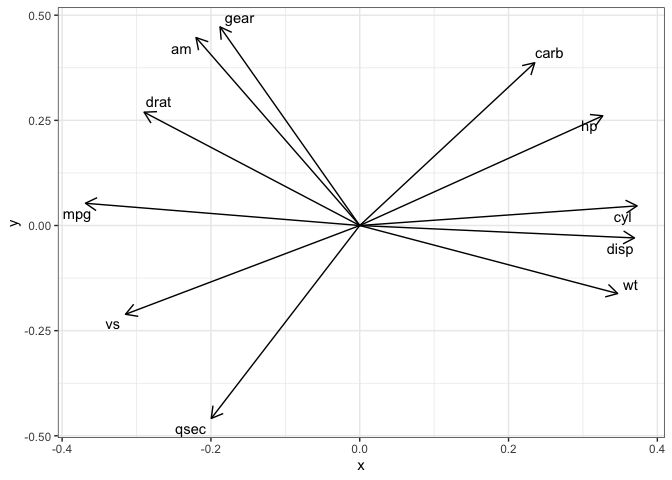 0.50
gear
am
carb
drat
0.25
hp
mpg
0.00
cyl
y
disp
wt
-0.25
vs
qsec
-0.50
-0.4
-0.2
0.0
0.2
0.4
x